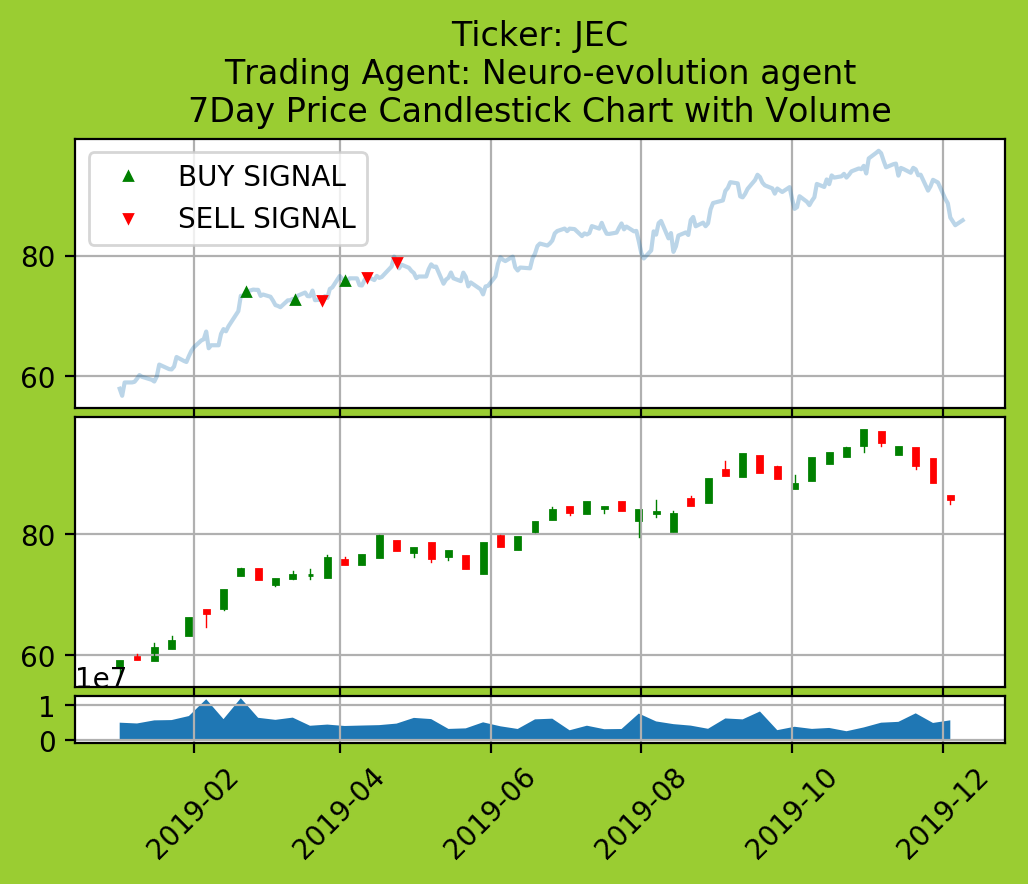 Ticker: JEC
Trading Agent: Neuro-evolution agent
7Day Price Candlestick Chart with Volume
BUY SIGNAL
SELL SIGNAL
80
60
80
60
1e7
1
0
2019-02
2019-04
2019-06
2019-08
2019-10
2019-12